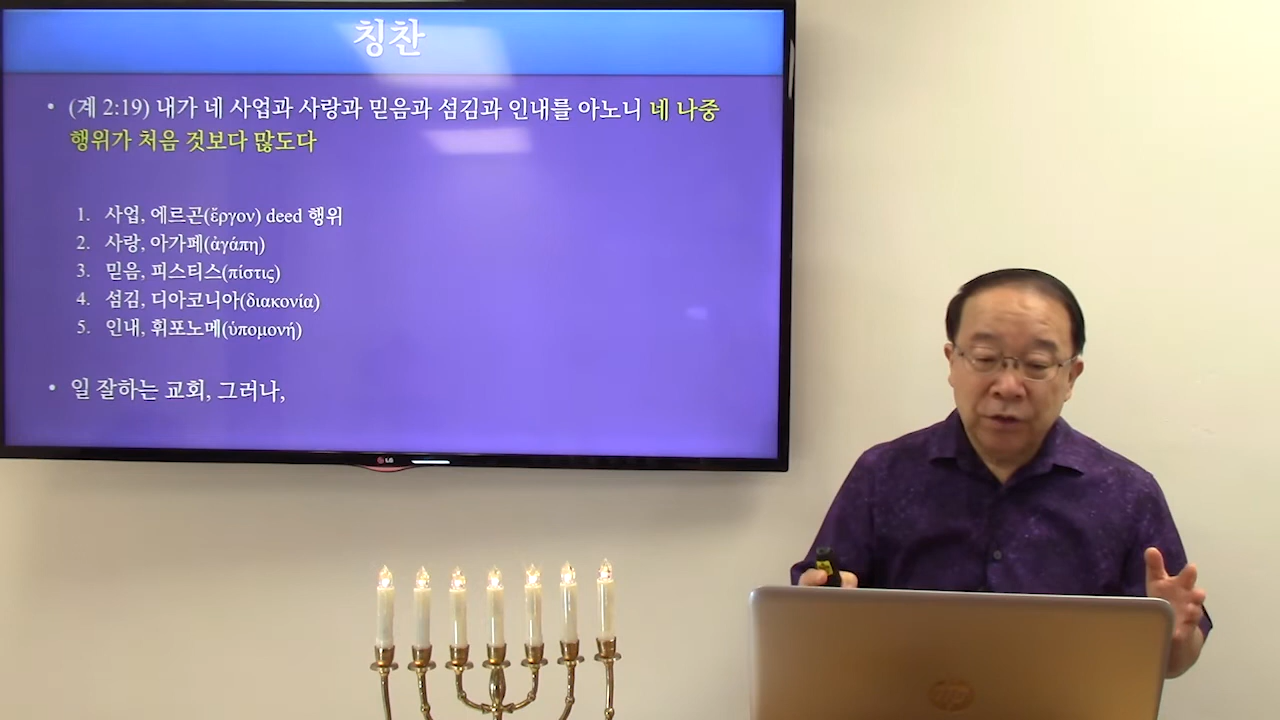 칭찬
• (계 2:19) 내가 네 사업과 사랑과 믿음과 섬김과 인내를 아노니 네 나중
행위가 처음 것보다 많도다
1. 사업, 에르곤(ἔργον) deed 행위
2. 사랑, 아가페(ἀγάπη)
3. 믿음, 피스티스(πίστις)
4. 섬김, 디아코니아(διακονία)
5. 인내, 휘포노메(ὑπομονή)
• 일 잘하는 교회, 그러나,
LG
hp